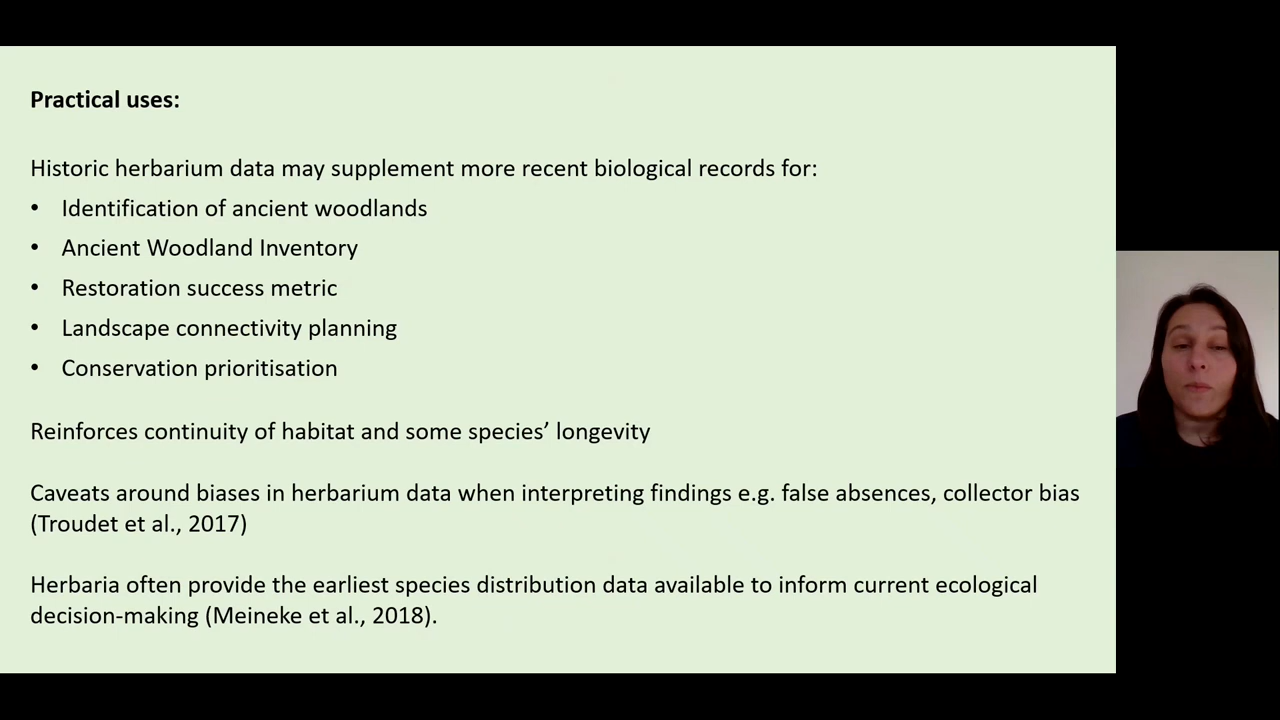 Practical uses:
Historic herbarium data may supplement more recent biological records for:
• Identification of ancient woodlands
• Ancient Woodland Inventory
• Restoration success metric
• Landscape connectivity planning
• Conservation prioritisation
Reinforces continuity of habitat and some species’ longevity
Caveats around biases in herbarium data when interpreting findings e.g. false absences, collector bias
(Troudet et al., 2017)
Herbaria often provide the earliest species distribution data available to inform current ecological
decision-making (Meineke et al., 2018).